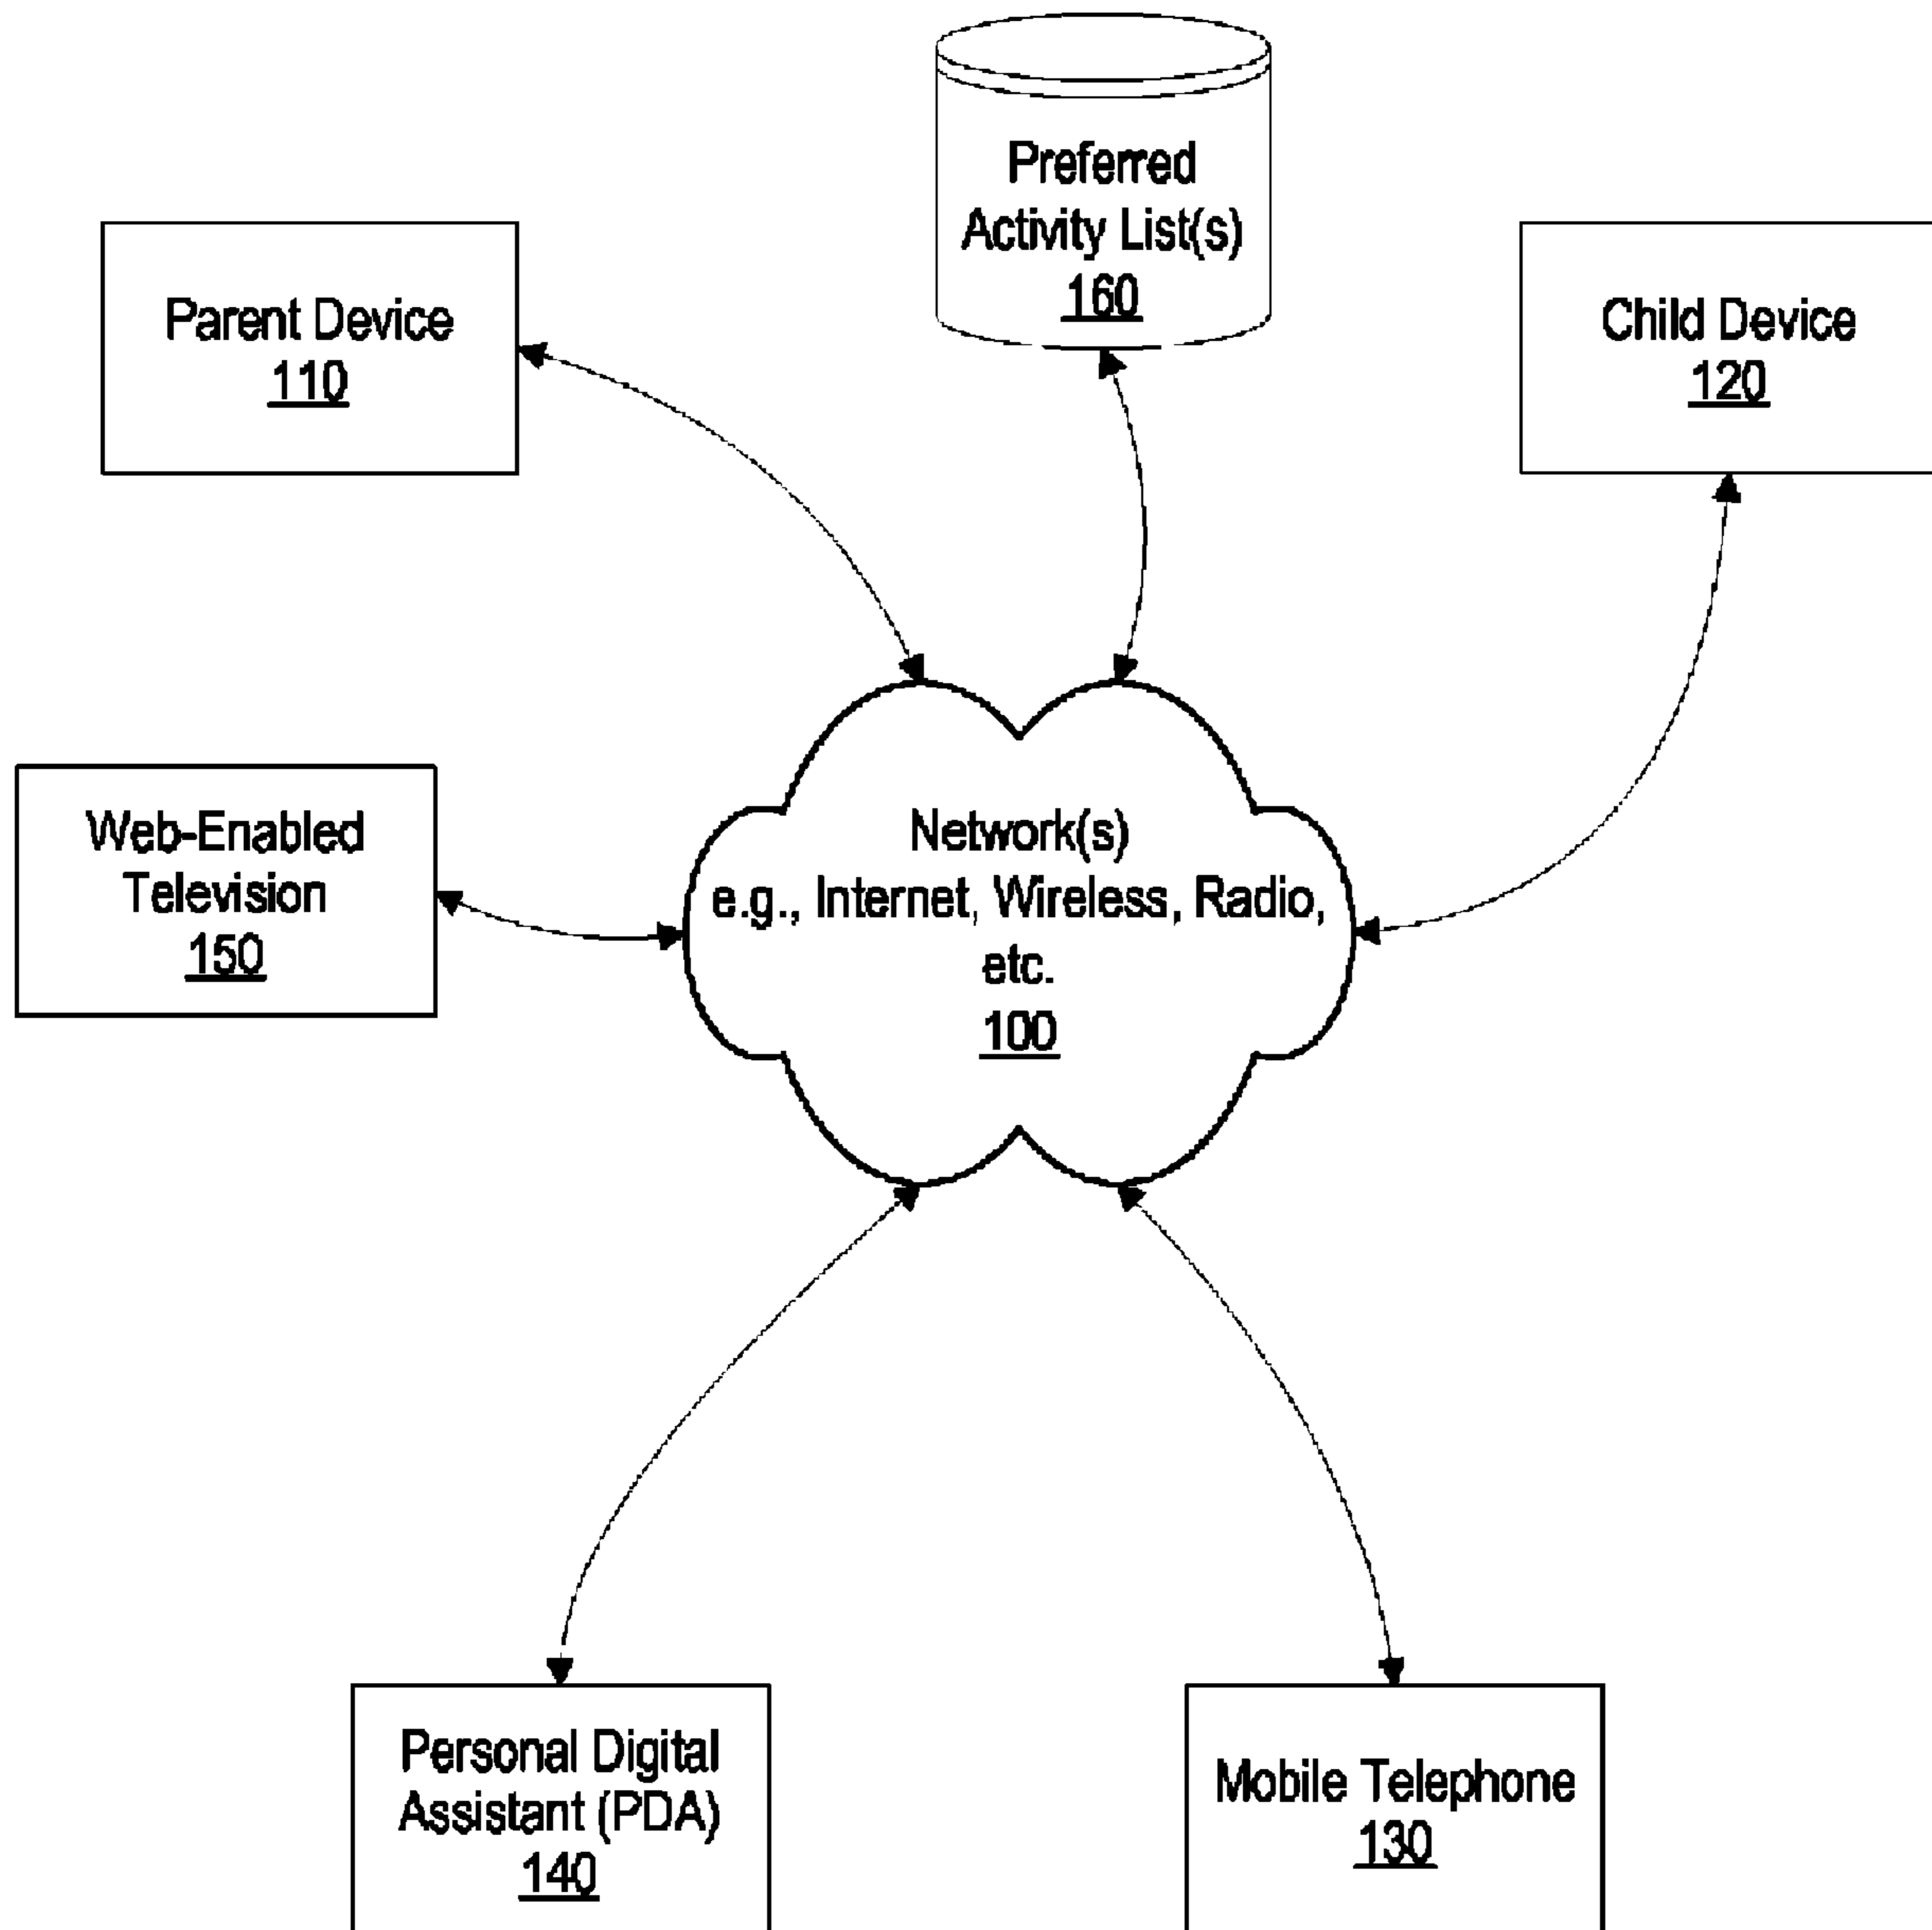 Preferred
Activity List(s)
160
Parent Device
110
Child Device
120
Web-Enabled
Television
150
Network(s)
e.g., Internet, Wireless, Radio,
etc.
100
Personal Digital
Assistant (PDA)
140
Mobile Telephone
130